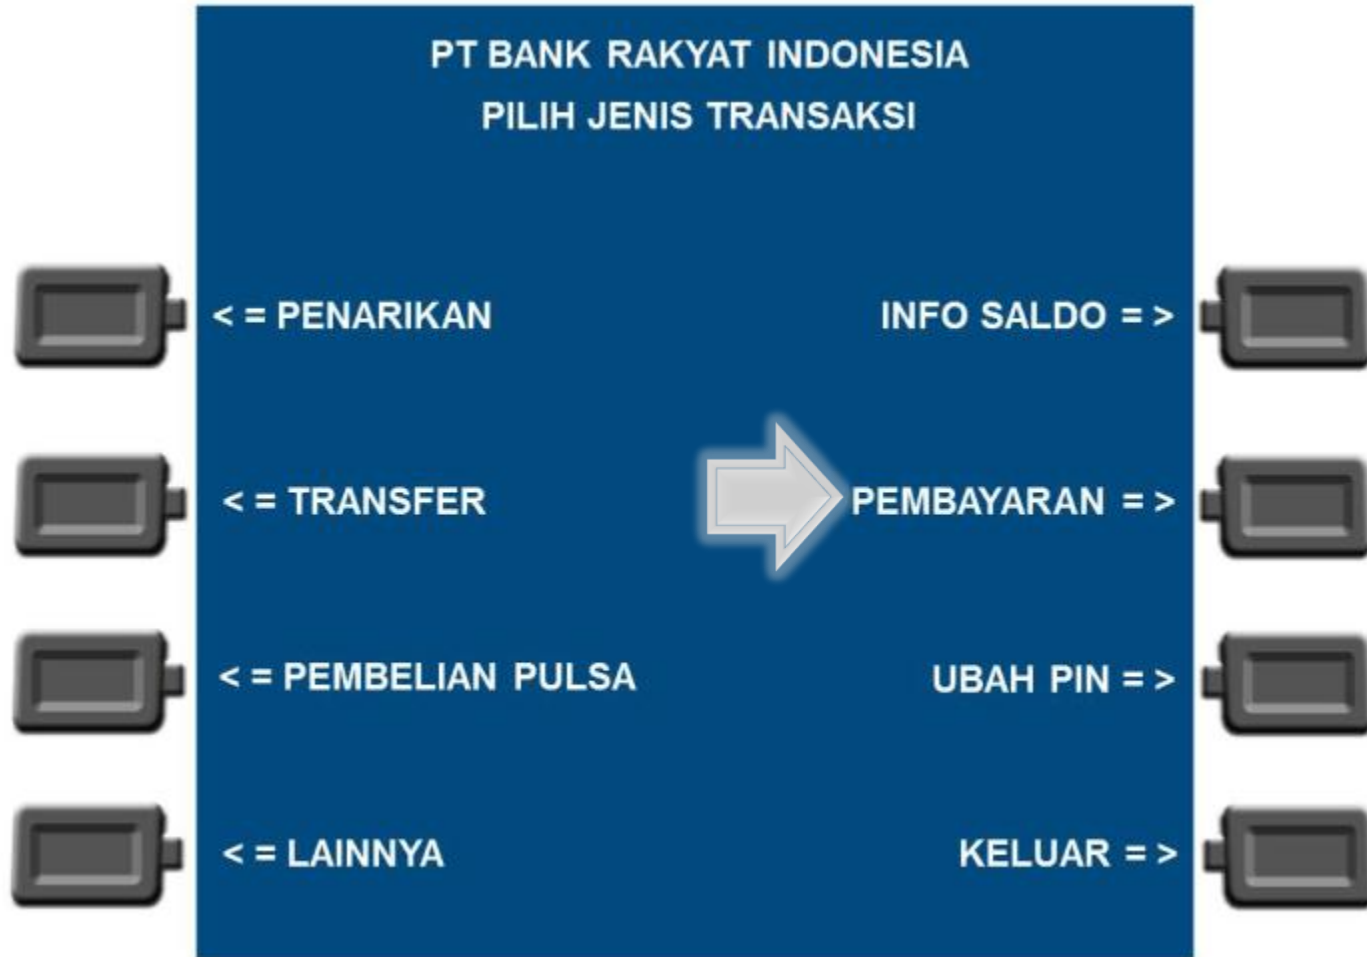 PT BANK RAKYAT INDONESIA
PILIH JENIS TRANSAKSI
< = PENARIKAN
INFO SALDO = >
< = TRANSFER
PEMBAYARAN = >
< = PEMBELIAN PULSA
UBAH PIN = >
< = LAINNYA
KELUAR = >